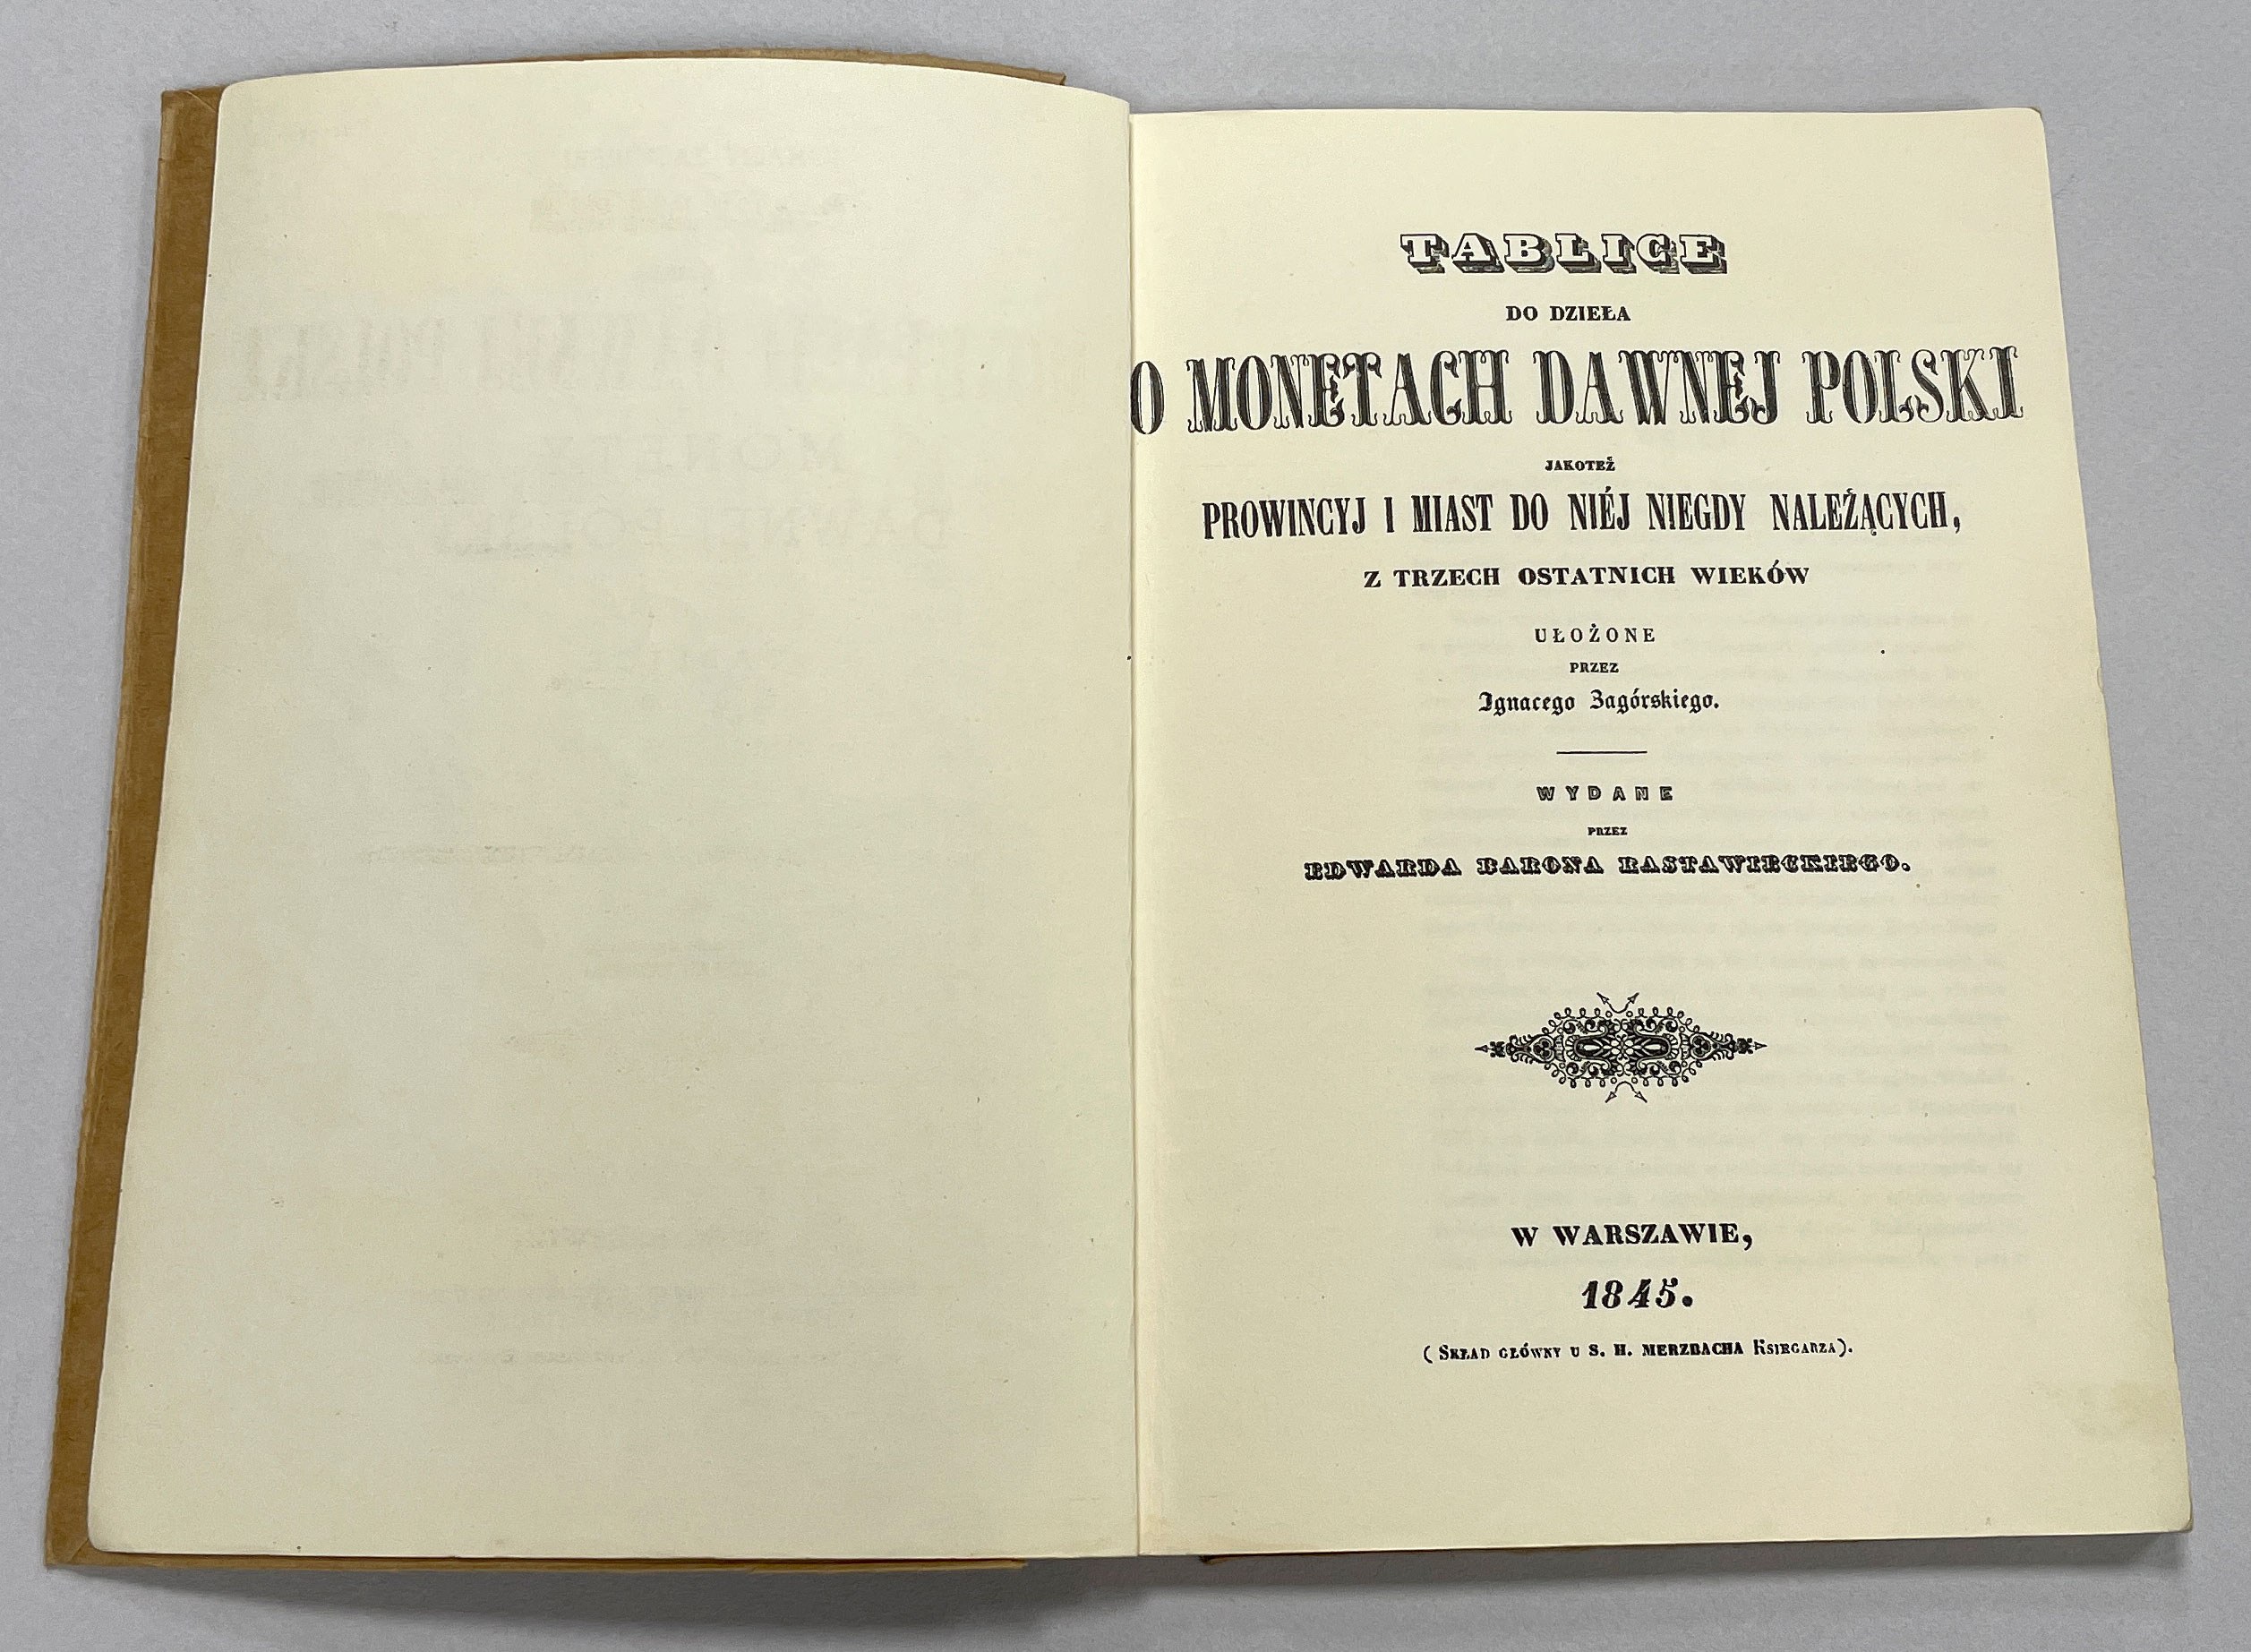 TABLICE
DO DZIEŁA
O MONETACH DAWNEJ POLSKI
JAKOTEŻ
PROWINCYJ I MIAST DO NIÉJ NIEGDY NALEŻĄCYCH,
Z TRZECH OSTATNICH WIEKÓW
UŁOŻONE
PRZEZ
Ignacego Zagórskiego.
WYDANE
PRZEZ
EDWARDA BARONA RASTAWIECKIEGO.
W WARSZAWIE,
1845.
( SKŁAD GŁÓWNY U S. H. MERZBACHA KSIEGARZA).